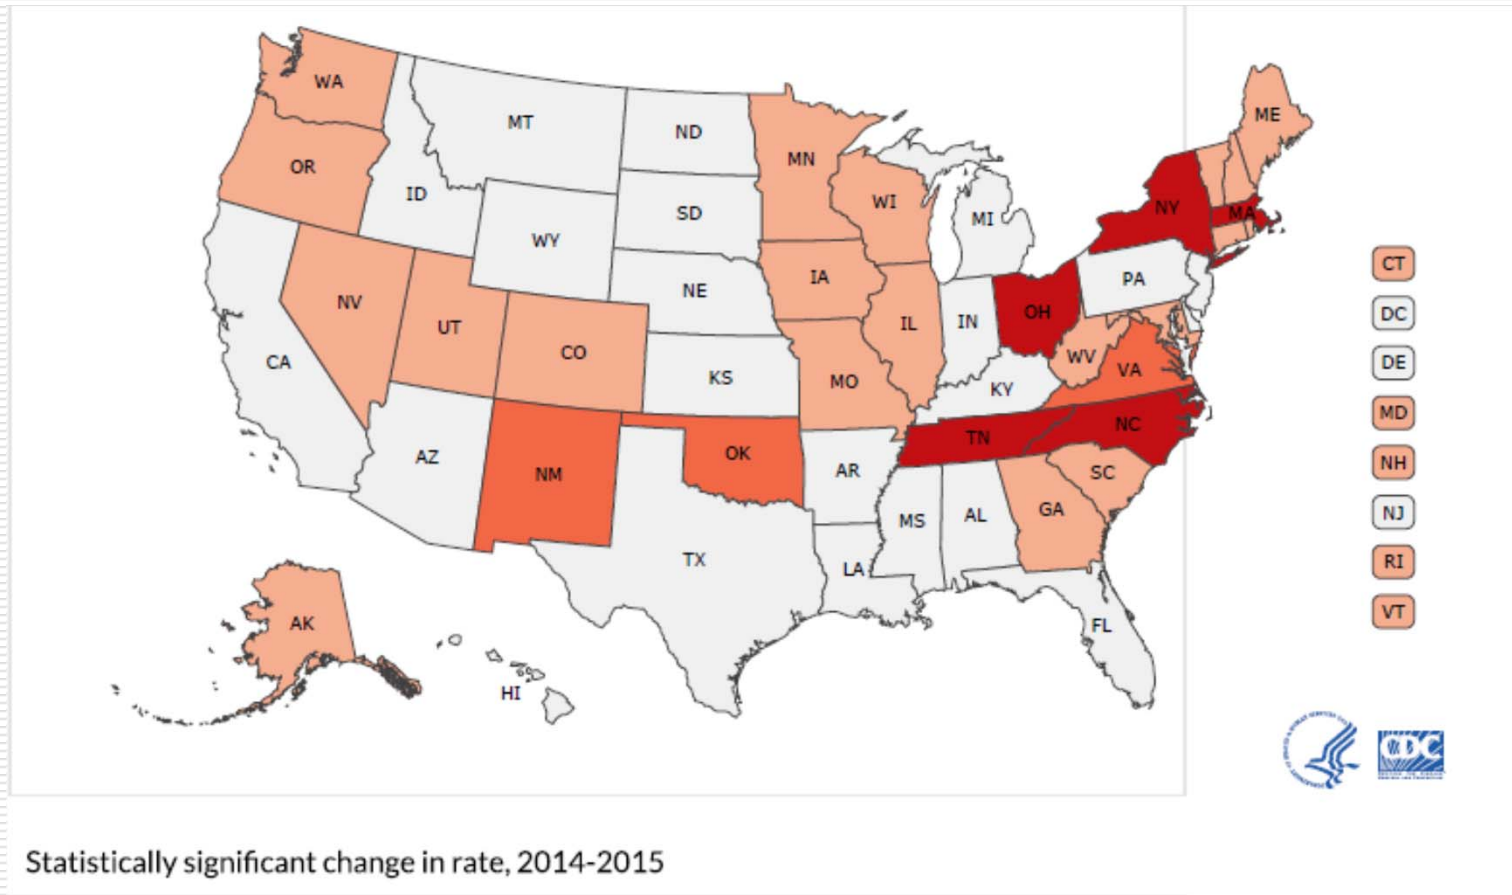 WA
MT
ND
MN
ME
OR
ID
SD
WI
MI
NY
MA
WY
NE
IA
PA
CT
NV
UT
CO
IL
IN
OH
DC
CA
KS
MO
WV
VA
KY
DE
AZ
NM
OK
AR
TN
NC
MD
SC
NH
MS
AL
GA
NJ
TX
LA
RI
AK
FL
VT
HI
CDC
Statistically significant change in rate, 2014-2015